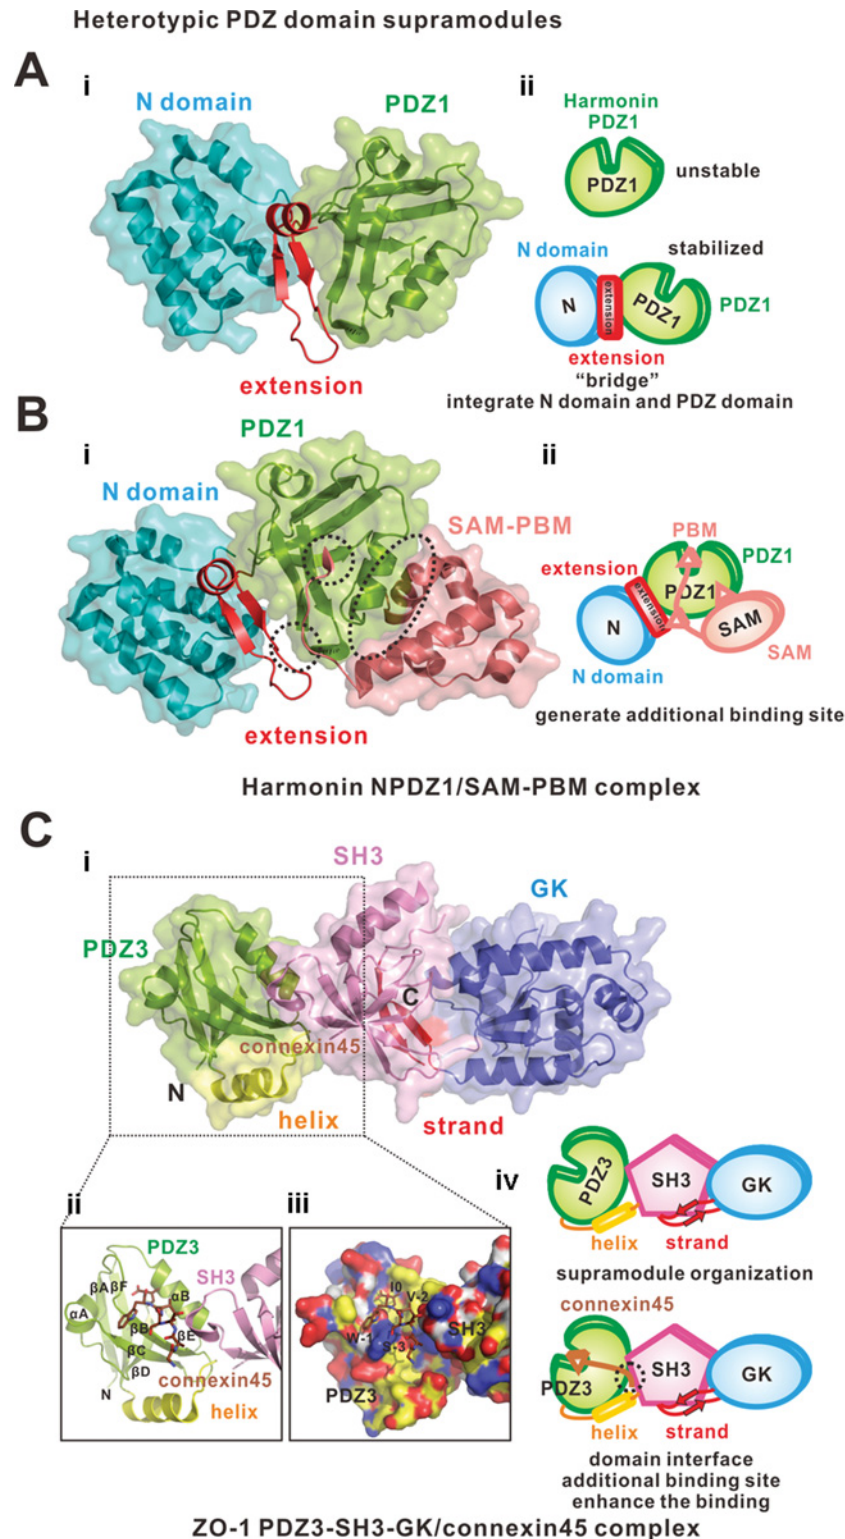 Heterotypic PDZ domain supramodules
A
i
N domain
PDZ1
extension
ii
Harmonin
PDZ1
PDZ1
unstable
N domain
stabilized
N
extension
PDZ1
PDZ1
extension
"bridge"
integrate N domain and PDZ domain
B
i
PDZ1
N domain
SAM-PBM
extension
ii
PBM
PDZ1
extension
PDZ1
extension
N
SAM
SAM
N domain
generate additional binding site
Harmonin NPDZ1/SAM-PBM complex
C
i
SH3
GK
PDZ3
C
connexin45
N
helix
strand
ii
PDZ3
SH3
βA
βF
αB
αA
βB
βE
βC
βD
connexin45
N
helix
iii
I0
V-2
W-1
S-3
SH3
PDZ3
iv
PDZ3
SH3
GK
helix
strand
supramodule organization
connexin45
PDZ3
SH3
GK
helix
strand
domain interface
additional binding site
enhance the binding
ZO-1 PDZ3-SH3-GK/connexin45 complex